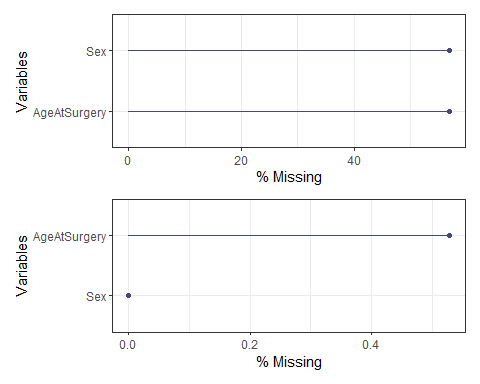 Variables
Sex
AgeAtSurgery
0 20 40
% Missing
Variables
AgeAtSurgery
Sex
0.0 0.2 0.4
% Missing